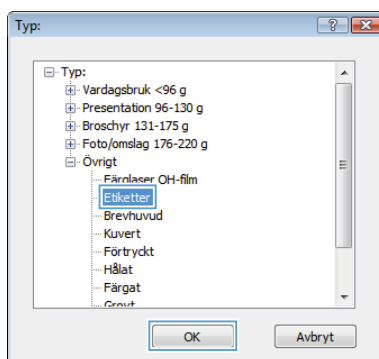 Typ:
Typ:
Vardagsbruk <96 g
Presentation 96-130 g
Broschyr 131-175 g
Foto/omslag 176-220 g
Övrigt
Färglaser OH-film
Etiketter
Brevhuvud
Kuvert
Förtryckt
Hålat
Färgat
Grovt
OK
Avbryt